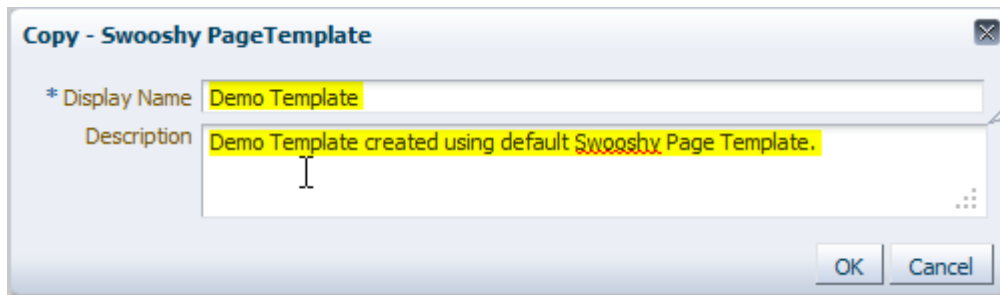 Copy - Swooshy PageTemplate
* Display Name Demo Template
Description Demo Template created using default Swooshy Page Template.
OK Cancel